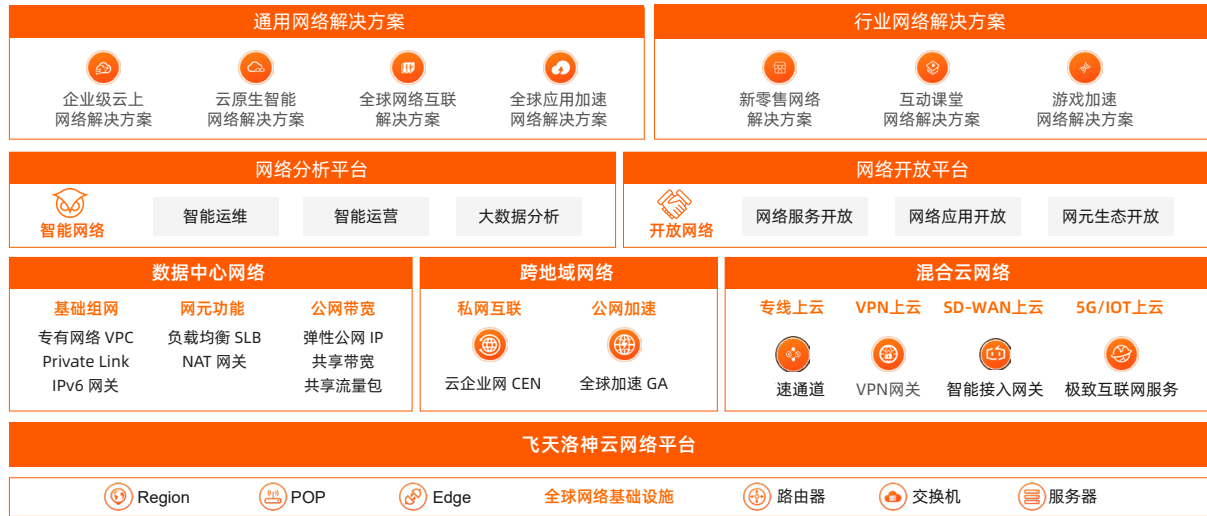 通用网络解决方案
企业级云上
网络解决方案
云原生智能
网络解决方案
全球网络互联
解决方案
全球应用加速
网络解决方案
行业网络解决方案
新零售网络
解决方案
互动课堂
网络解决方案
游戏加速
网络解决方案
网络分析平台
智能网络
智能运维
智能运营
大数据分析
网络开放平台
开放网络
网络服务开放
网络应用开放
网元生态开放
数据中心网络
基础组网
专有网络 VPC
Private Link
IPv6 网关
网元功能
负载均衡 SLB
NAT 网关
公网带宽
弹性公网 IP
共享带宽
共享流量包
跨地域网络
私网互联
云企业网 CEN
公网加速
全球加速 GA
混合云网络
专线上云
速通道
VPN上云
VPN网关
SD-WAN上云
智能接入网关
5G/IOT上云
极致互联网服务
飞天洛神云网络平台
Region
POP
Edge
全球网络基础设施
路由器
交换机
服务器